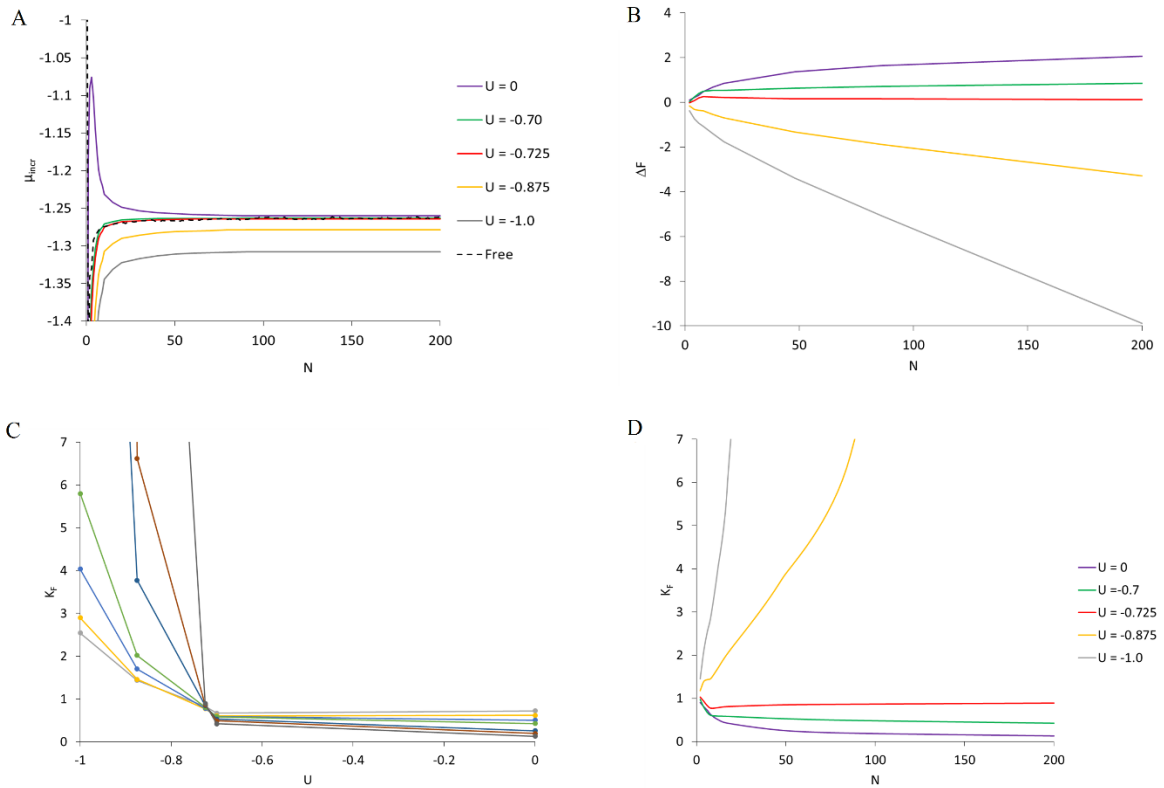 A
-1
-1.05
-1.1
-1.15
-1.2
-1.25
-1.3
-1.35
-1.4
μincr
0 50 100 150 200
N
U = 0
U = -0.70
U = -0.725
U = -0.875
U = -1.0
Free
B
4
2
0
-2
-4
-6
-8
-10
ΔF
0 50 100 150 200
N
C
7
6
5
4
3
2
1
0
KF
-1 -0.8 -0.6 -0.4 -0.2 0
U
D
7
6
5
4
3
2
1
0
KF
0 50 100 150 200
N
U = 0
U =-0.7
U = -0.725
U = -0.875
U = -1.0